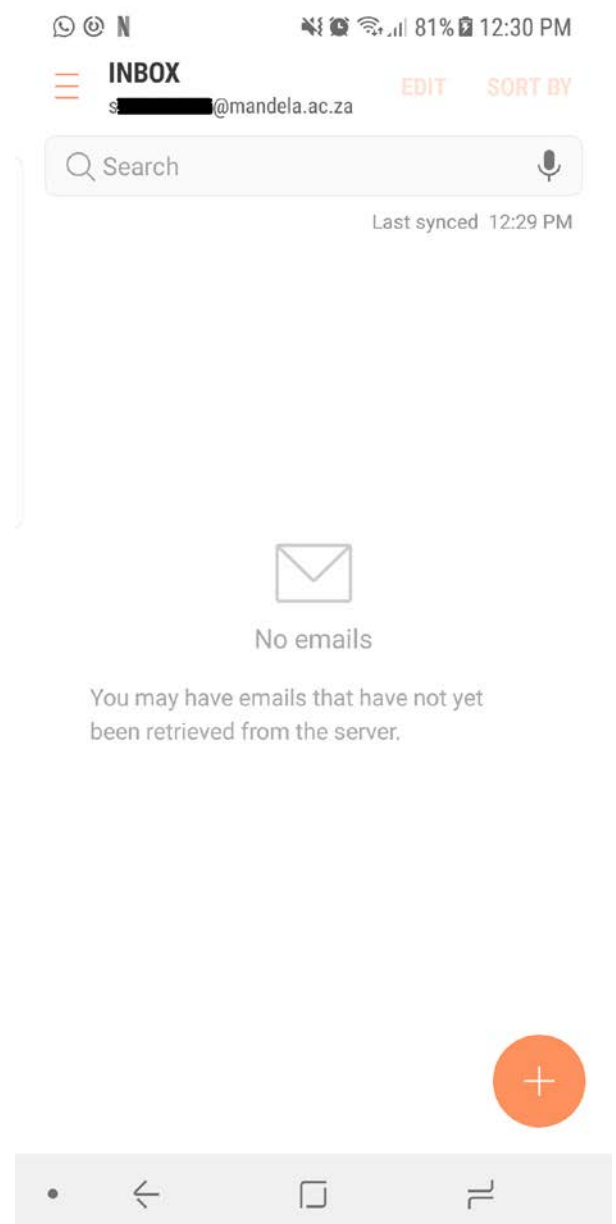 N 81% 12:30 PM
INBOX
EDIT SORT BY
s @mandela.ac.za
Search
Last synced 12:29 PM
No emails
You may have emails that have not yet
been retrieved from the server.